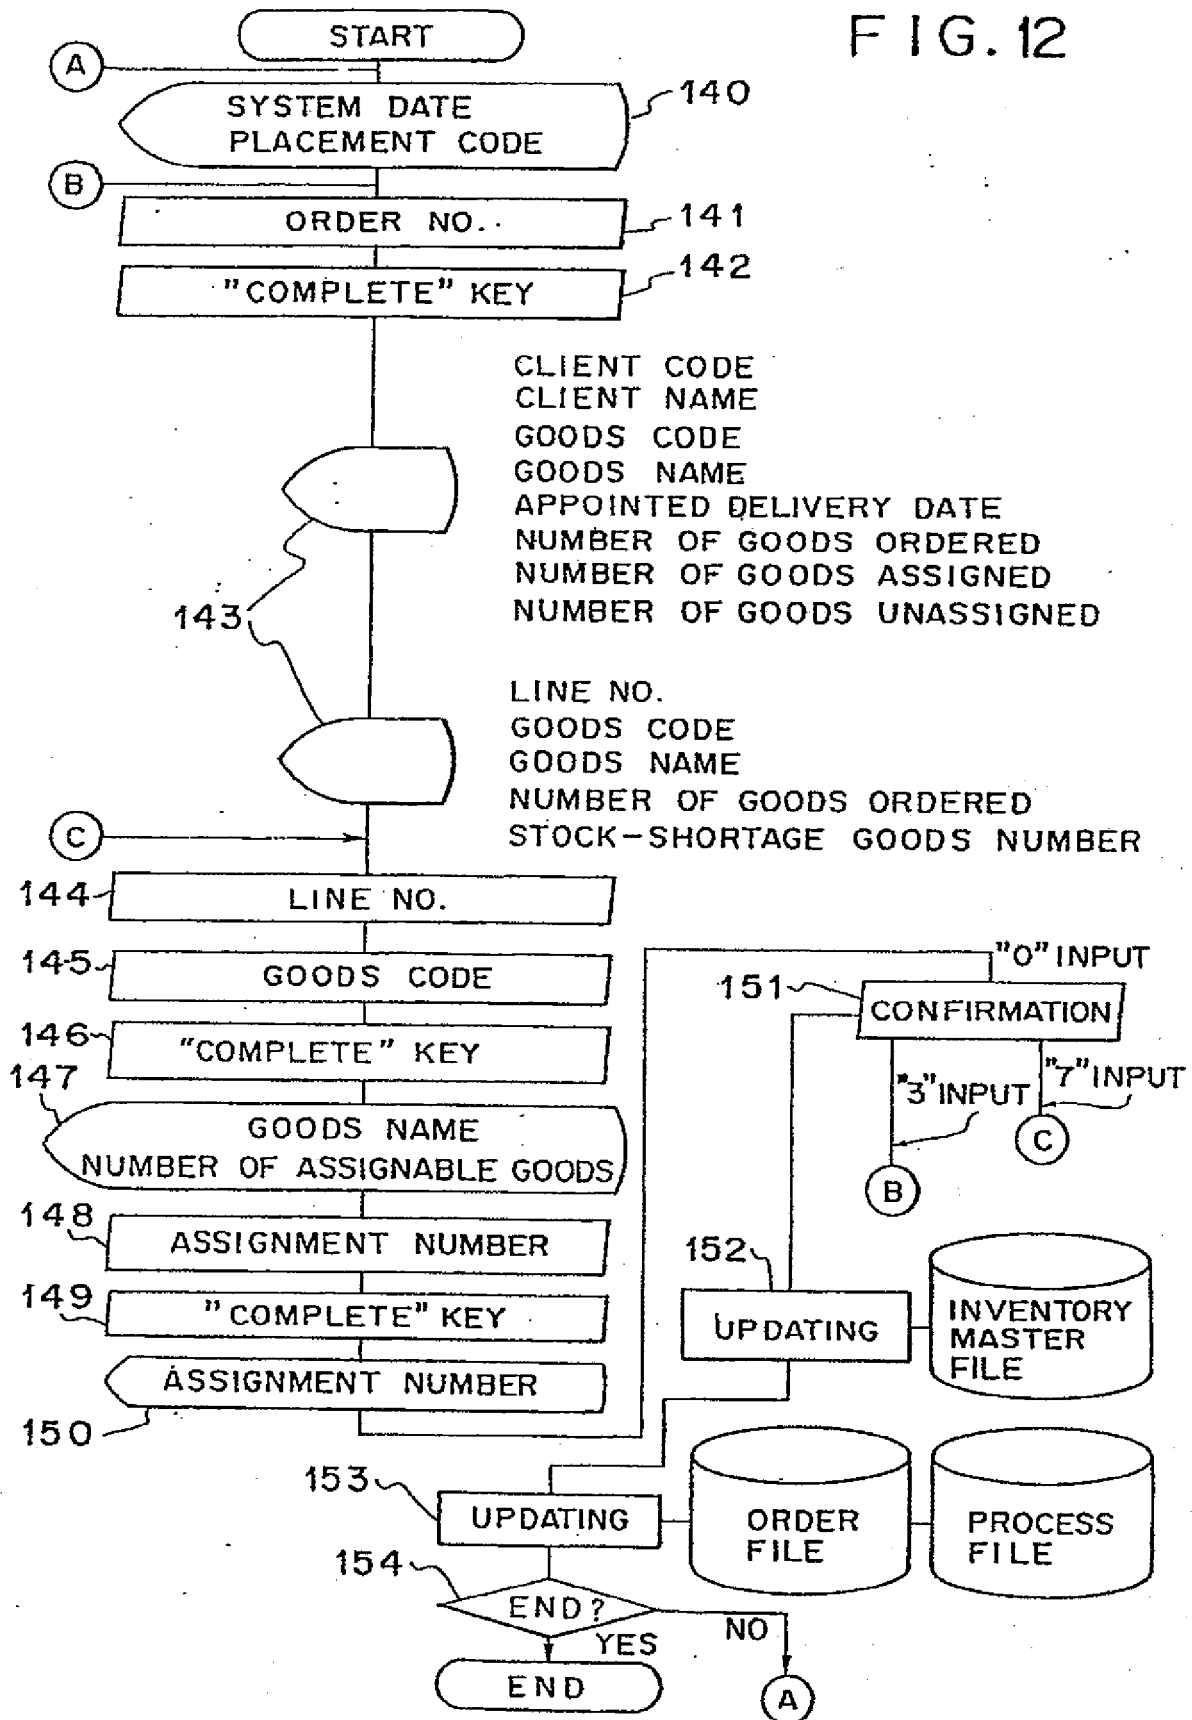 FIG. 12
START
A
SYSTEM DATE
PLACEMENT CODE
140
B
ORDER NO.
141
"COMPLETE" KEY
142
CLIENT CODE
CLIENT NAME
GOODS CODE
GOODS NAME
APPOINTED DELIVERY DATE
NUMBER OF GOODS ORDERED
NUMBER OF GOODS ASSIGNED
NUMBER OF GOODS UNASSIGNED
143
LINE NO.
GOODS CODE
GOODS NAME
NUMBER OF GOODS ORDERED
STOCK-SHORTAGE GOODS NUMBER
C
144
LINE NO.
145
GOODS CODE
146
"COMPLETE" KEY
147
GOODS NAME
NUMBER OF ASSIGNABLE GOODS
148
ASSIGNMENT NUMBER
149
"COMPLETE" KEY
ASSIGNMENT NUMBER
150
"0" INPUT
151
CONFIRMATION
"3" INPUT
"7" INPUT
C
B
152
UPDATING
INVENTORY
MASTER
FILE
153
UPDATING
ORDER
FILE
PROCESS
FILE
154
END?
YES
NO
END
A